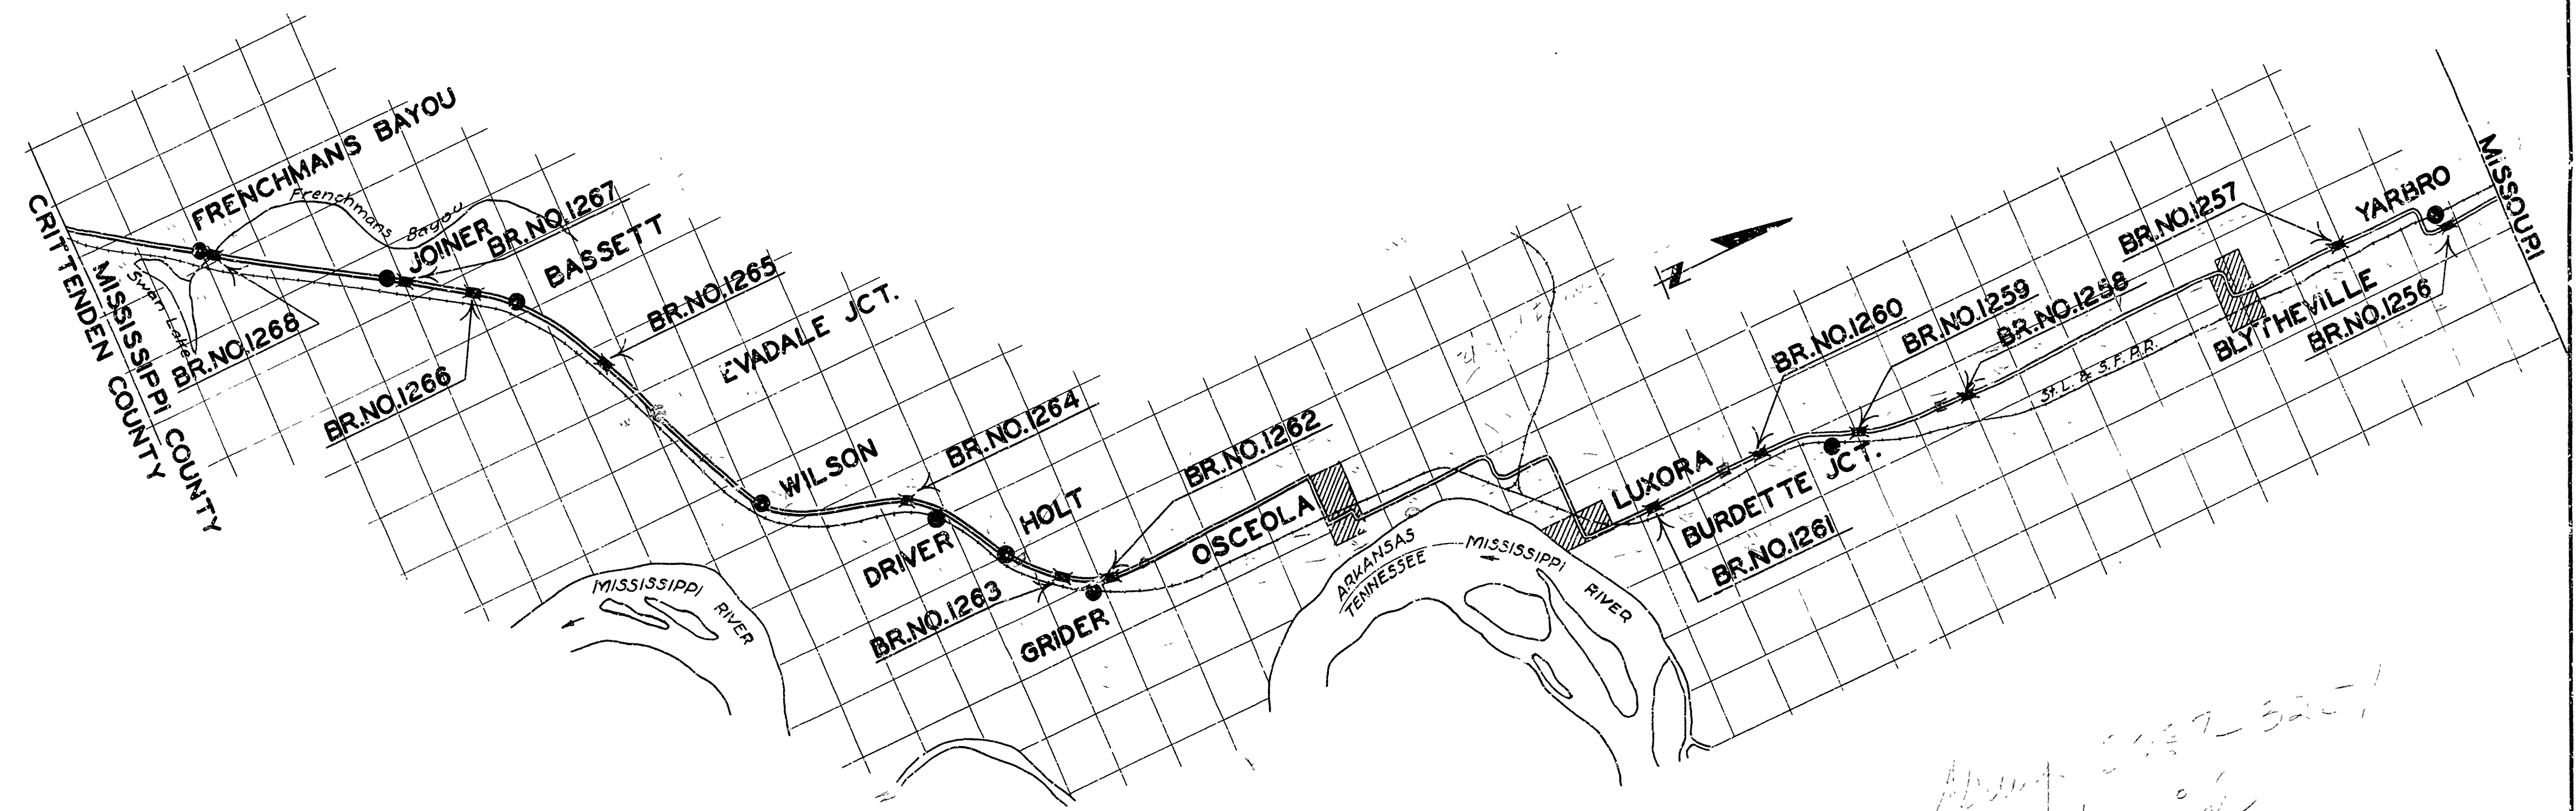 CRITTENDEN COUNTY
MISSISSIPPI COUNTY
Swan Lake
FRENCHMANS BAYOU
Frenchmans Bayou
BR.NO.1268
JOINER
BR.NO.1267
BR.NO.1266
BASSETT
BR.NO.1265
EVADALE JCT.
WILSON
BR.NO.1264
DRIVER
HOLT
BR.NO.1263
GRIDER
BR.NO.1262
OSCEOLA
MISSISSIPPI RIVER
ARKANSAS
TENNESSEE
MISSISSIPPI RIVER
N
LUXORA
BR.NO.1261
BR.NO.1260
BURDETTE JCT.
BR.NO.1259
BR.NO.1258
St. L. & S.F. R.R.
BLYTHEVILLE
BR.NO.1257
YARBRO
BR.NO.1256
MISSOURI